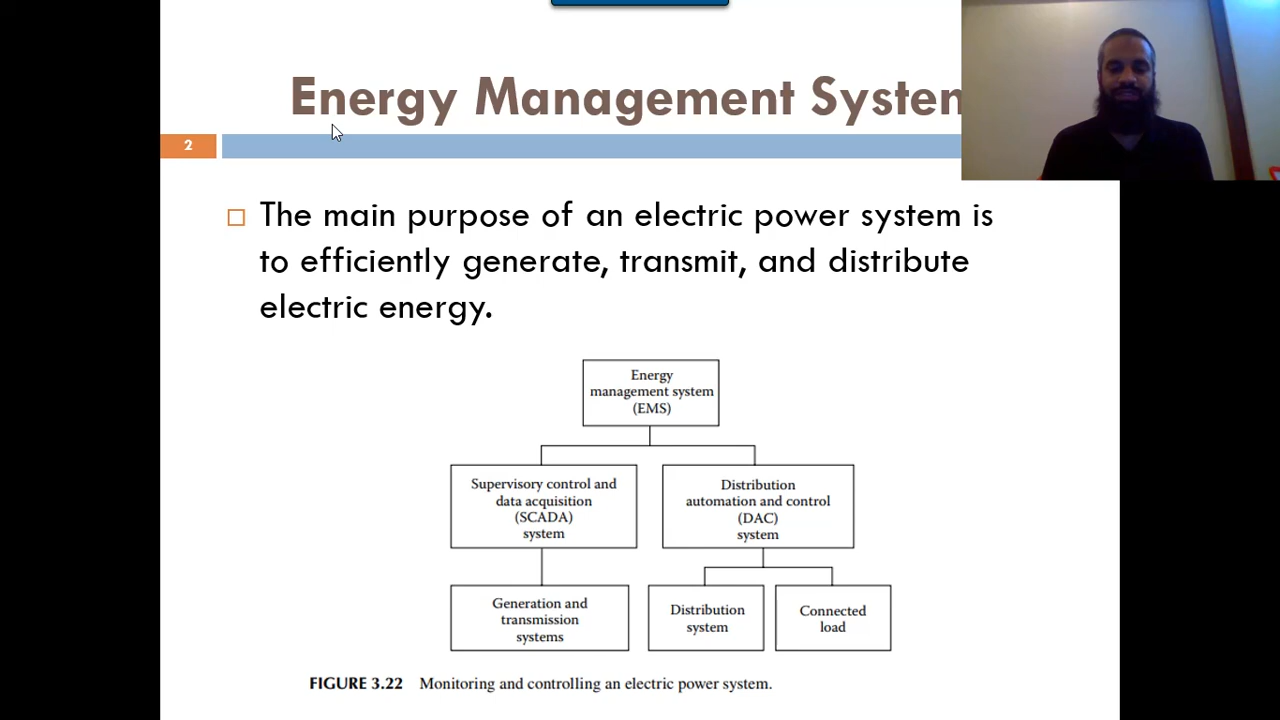 Energy Management System
2
The main purpose of an electric power system is
to efficiently generate, transmit, and distribute
electric energy.
Energy
management system
(EMS)
Supervisory control and
data acquisition
(SCADA)
system
Distribution
automation and control
(DAC)
system
Generation and
transmission
systems
Distribution
system
Connected
load
FIGURE 3.22 Monitoring and controlling an electric power system.